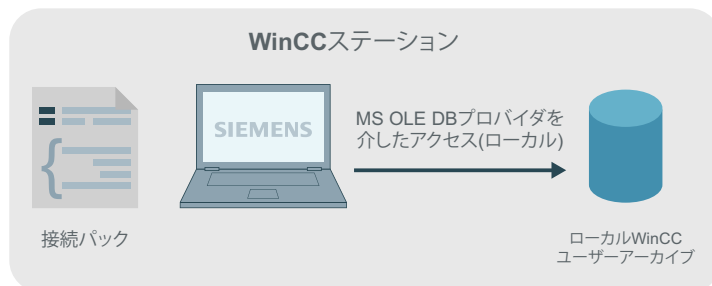 WinCCステーション
SIEMENS
MS OLE DBプロバイダを
介したアクセス(ローカル)
接続パック
ローカルWinCC
ユーザーアーカイブ